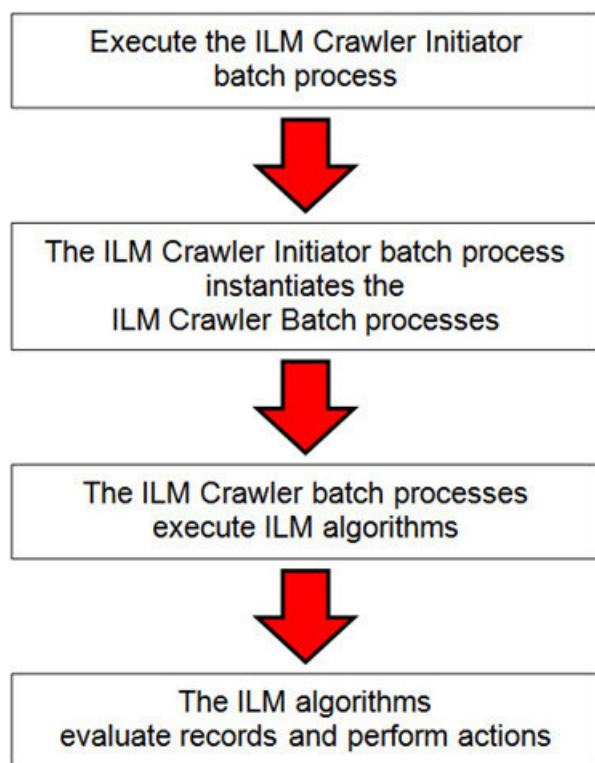 Execute the ILM Crawler Initiator
batch process
The ILM Crawler Initiator batch process
instantiates the
ILM Crawler Batch processes
The ILM Crawler batch processes
execute ILM algorithms
The ILM algorithms
evaluate records and perform actions